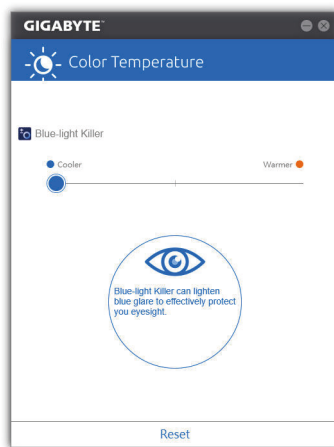 GIGABYTE™
Color Temperature
Blue-light Killer
Cooler
Warmer
Blue-light Killer can lighten
blue glare to effectively protect
you eyesight.
Reset